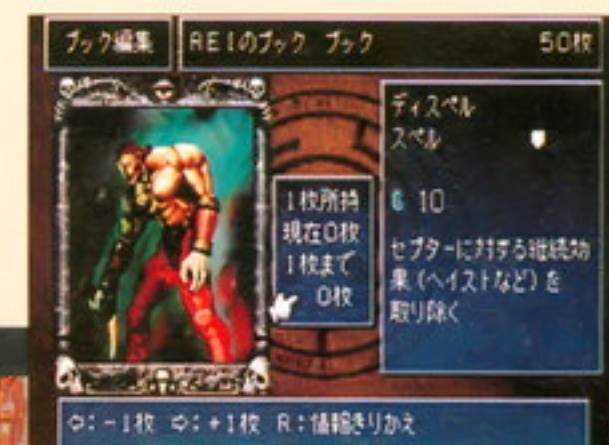 ブック編集
REIのブック ブック 50枚
1枚所持
現在0枚
1枚まで
0枚
ディスペル
スペル
G 10
セプターに対する継続効
果(ヘイストなど)を
取り除く
⇦:-1枚 ⇨:+1枚 R:情報きりかえ